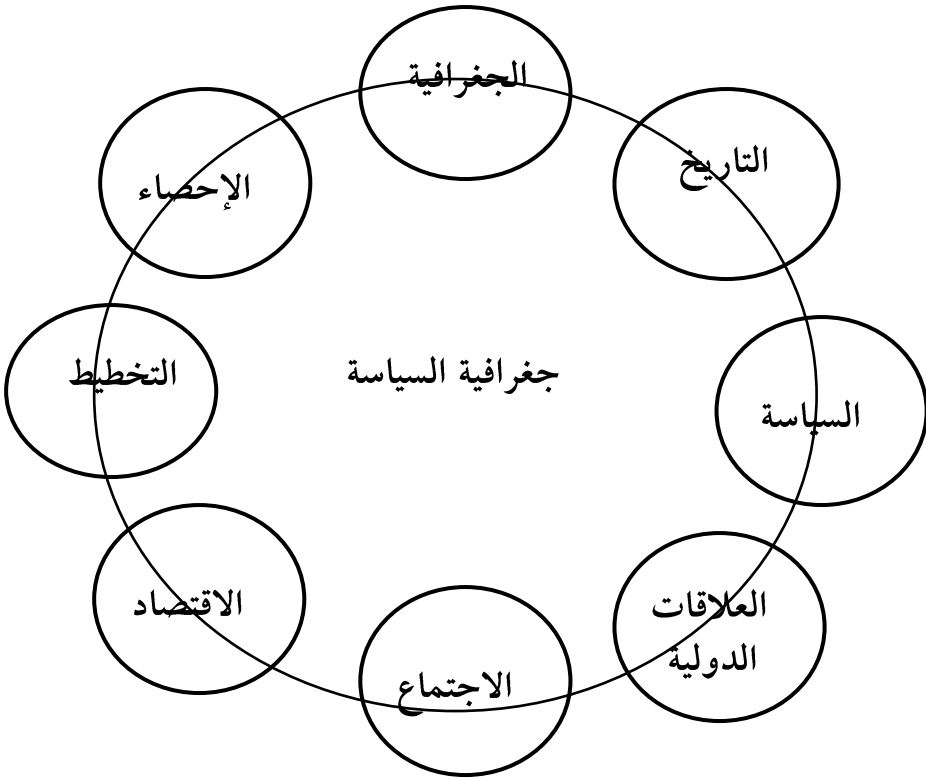 الجغرافية
التاريخ
الإحصاء
التخطيط
جغرافية السياسة
السياسة
العلاقات
الدولية
الاقتصاد
الاجتماع